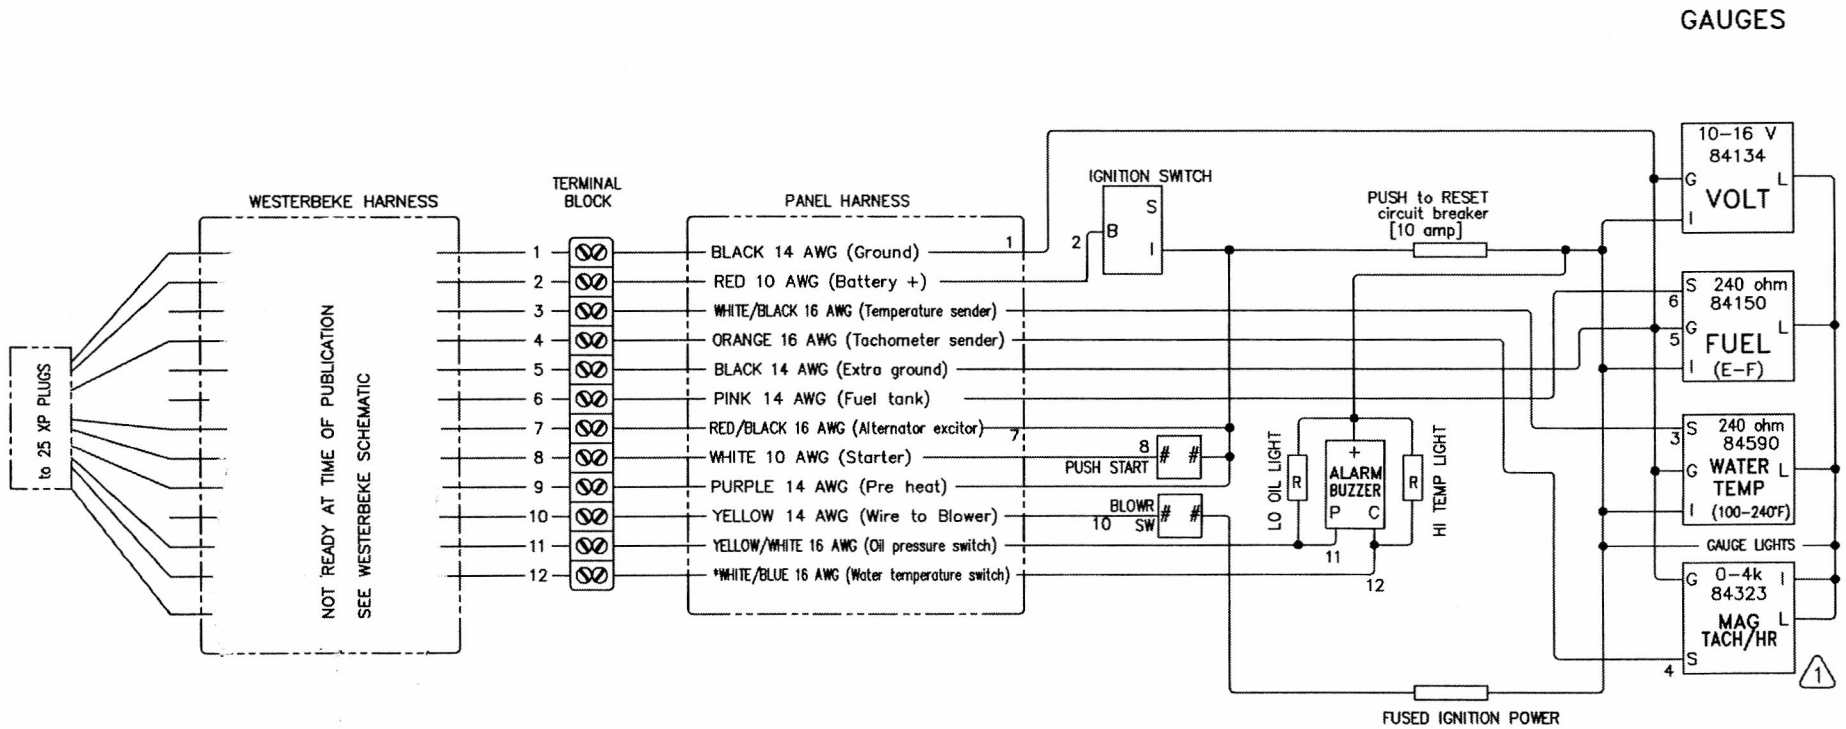 GAUGES
WESTERBEKE HARNESS
NOT READY AT TIME OF PUBLICATION
SEE WESTERBEKE SCHEMATIC
to 25 XP PLUGS
TERMINAL
BLOCK
1
2
3
4
5
6
7
8
9
10
11
12
PANEL HARNESS
BLACK 14 AWG (Ground) 1
RED 10 AWG (Battery +)
WHITE/BLACK 16 AWG (Temperature sender)
ORANGE 16 AWG (Tachometer sender)
BLACK 14 AWG (Extra ground)
PINK 14 AWG (Fuel tank)
RED/BLACK 16 AWG (Alternator excitor) 7
WHITE 10 AWG (Starter)
PURPLE 14 AWG (Pre heat)
YELLOW 14 AWG (Wire to Blower)
YELLOW/WHITE 16 AWG (Oil pressure switch)
*WHITE/BLUE 16 AWG (Water temperature switch)
IGNITION SWITCH
S
2 B
I
PUSH to RESET
circuit breaker
[10 amp]
8 # #
PUSH START
BLOWR # #
10 SW
LO OIL LIGHT
R
+
ALARM
BUZZER
P C
R
HI TEMP LIGHT
11
12
FUSED IGNITION POWER
10-16 V
84134
G L
VOLT
I
S 240 ohm
6 84150
G L
5 FUEL
I (E-F)
S 240 ohm
3 84590
G WATER L
TEMP
I (100-240°F)
GAUGE LIGHTS
G 0-4k I
84323
MAG L
TACH/HR
S
4
1